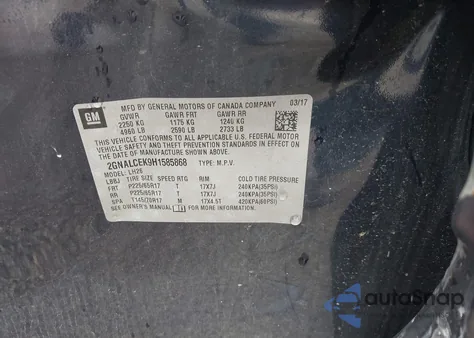 MFD BY GENERAL MOTORS OF CANADA COMPANY 03/17
GM GVWR GAWR FRT GAWR RR
2250 KG 1175 KG 1240 KG
4960 LB 2590 LB 2733 LB
THIS VEHICLE CONFORMS TO ALL APPLICABLE U.S. FEDERAL MOTOR
VEHICLE SAFETY, BUMPER, AND THEFT PREVENTION STANDARDS IN
EFFECT ON THE DATE OF MANUFACTURE SHOWN ABOVE.
2GNALCEK9H1585868 TYPE: M.P.V.
MODEL: LH26
LBBJ TIRE SIZE SPEED RTG RIM COLD TIRE PRESSURE
FRT P225/65R17 T 17X7J 240KPA(35PSI)
RR P225/65R17 T 17X7J 240KPA(35PSI)
SPA T145/70R17 M 17X4.5T 420KPA(60PSI)
SEE OWNER'S MANUAL FOR MORE INFORMATION.
autoSnap